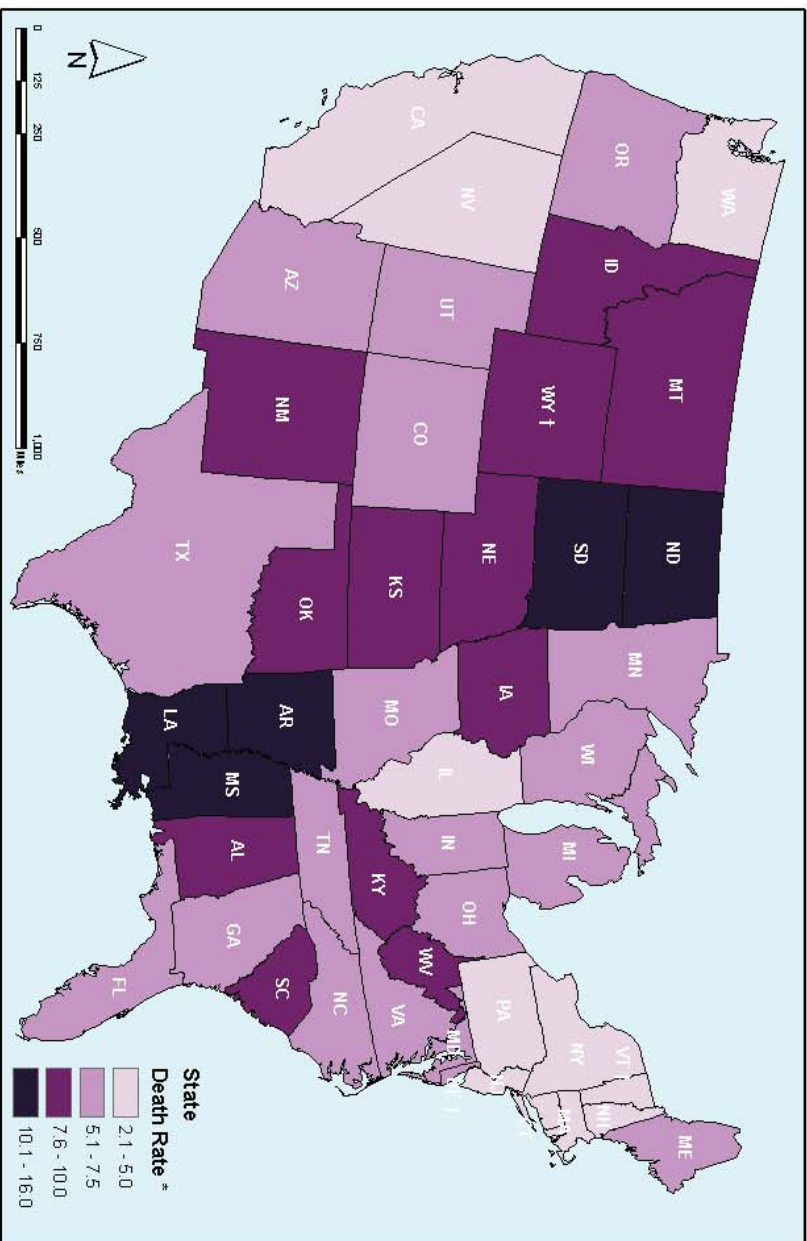 WA
OR
CA
NV
ID
MT
WY †
UT
AZ
CO
NM
ND
SD
NE
KS
OK
TX
MN
IA
MO
AR
LA
WI
IL
MS
MI
IN
OH
KY
TN
AL
GA
FL
SC
NC
VA
WV
PA
NY
NH
ME
N
0 125 250 500 750 1,000
Miles
State
Death Rate *
2.1 - 5.0
5.1 - 7.5
7.6 - 10.0
10.1 - 16.0